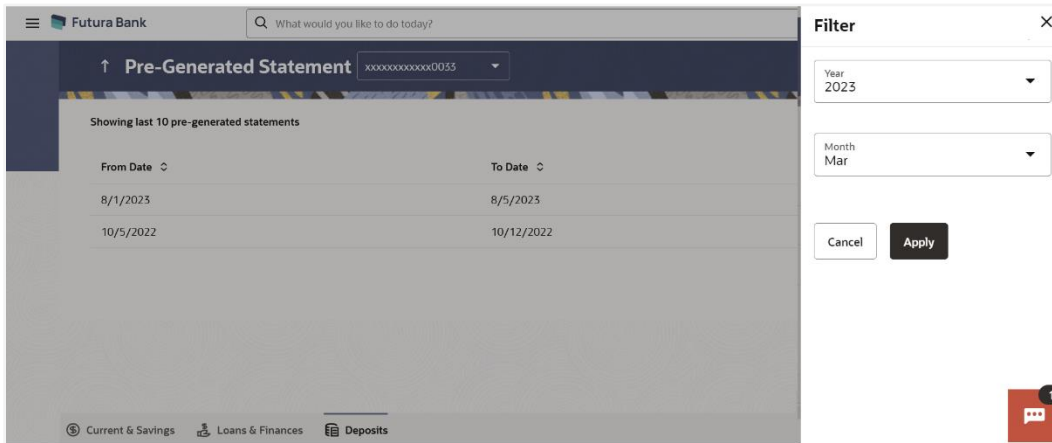 Futura Bank
What would you like to do today?
Filter
Pre-Generated Statement xxxxxxxxxxxx0033
Year
2023
Showing last 10 pre-generated statements
Month
Mar
From Date To Date
8/1/2023 8/5/2023
10/5/2022 10/12/2022
Cancel Apply
Current & Savings Loans & Finances Deposits